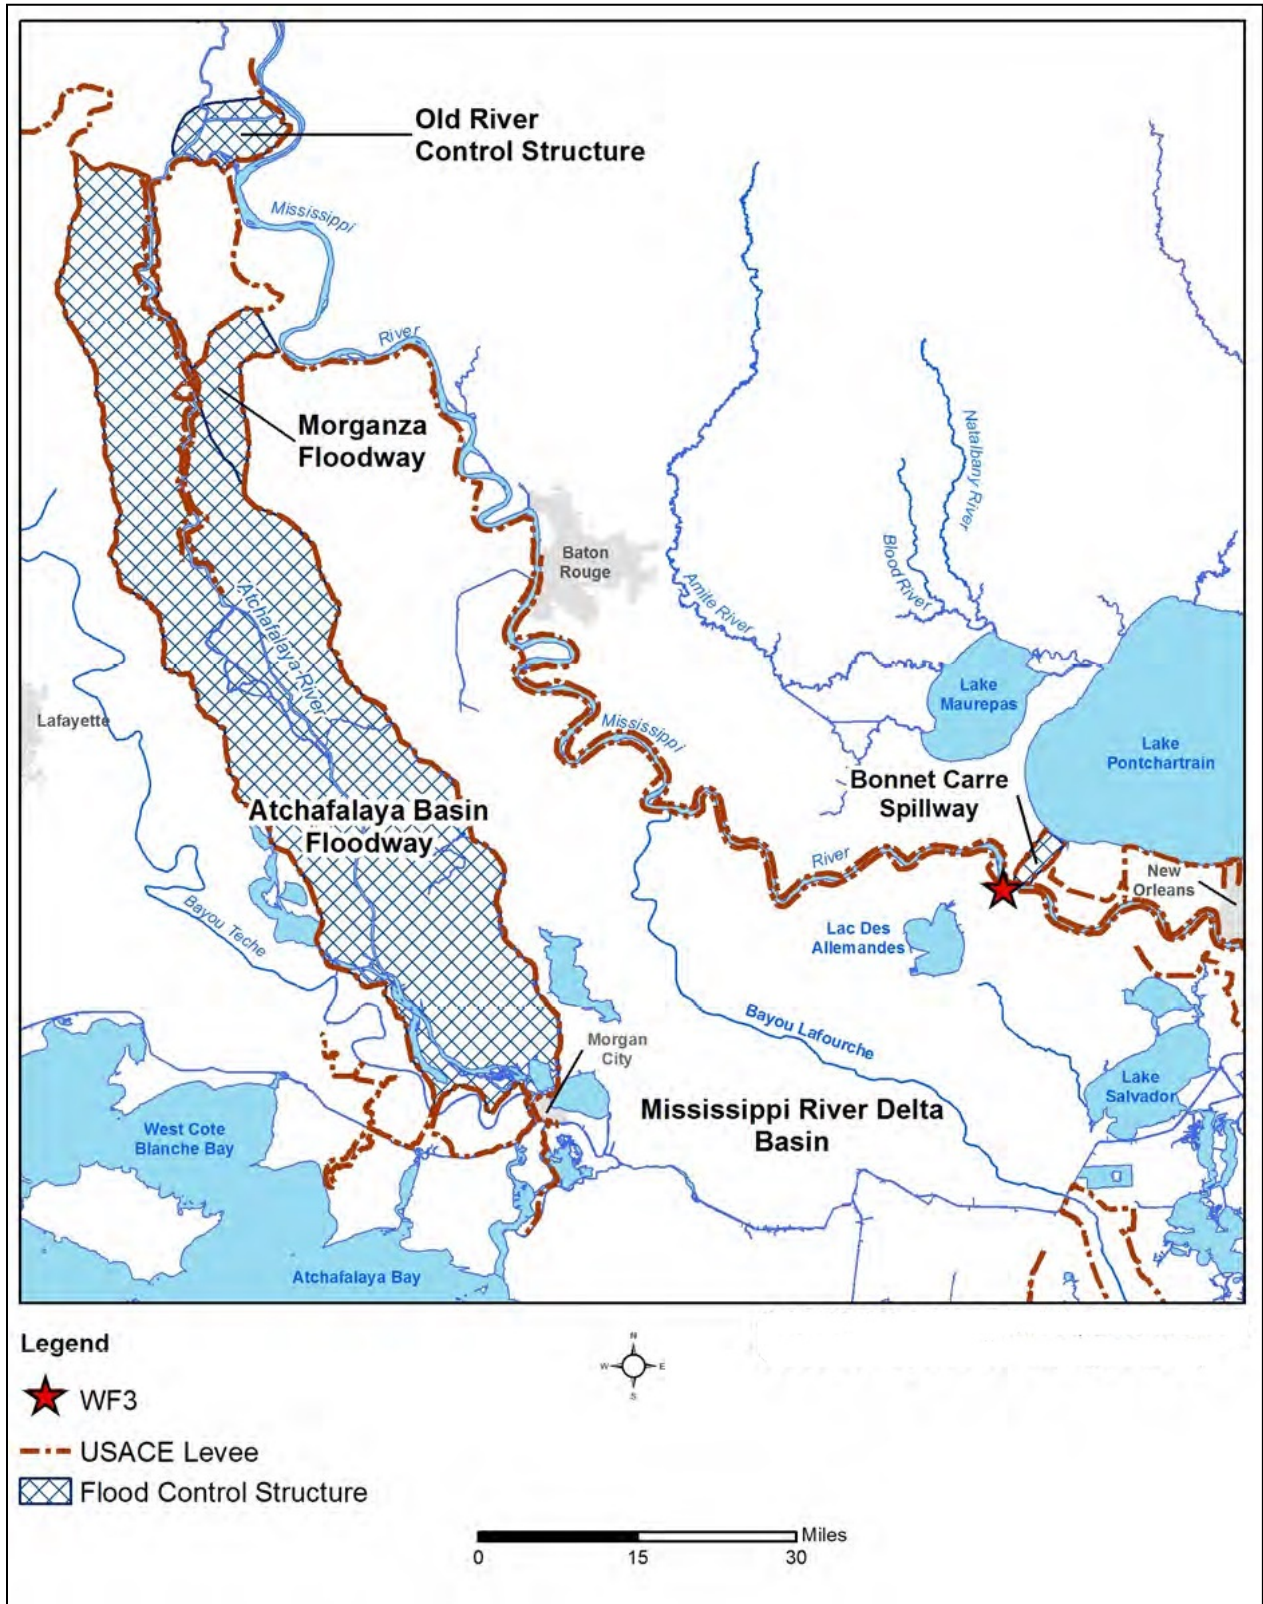 Old River
Control Structure
Mississippi
River
Morganza
Floodway
Natalbany River
Blood River
Baton
Rouge
Amite River
Atchafalaya River
Lafayette
Lake
Maurepas
Mississippi
Lake
Pontchartrain
Bonnet Carre
Spillway
Atchafalaya Basin
Floodway
River
New
Orleans
Bayou Teche
Lac Des
Allemandes
Bayou Lafourche
Morgan
City
Lake
Salvador
Mississippi River Delta
Basin
West Cote
Blanche Bay
Atchafalaya Bay
Legend
N
W
E
S
WF3
USACE Levee
Flood Control Structure
Miles
0
15
30